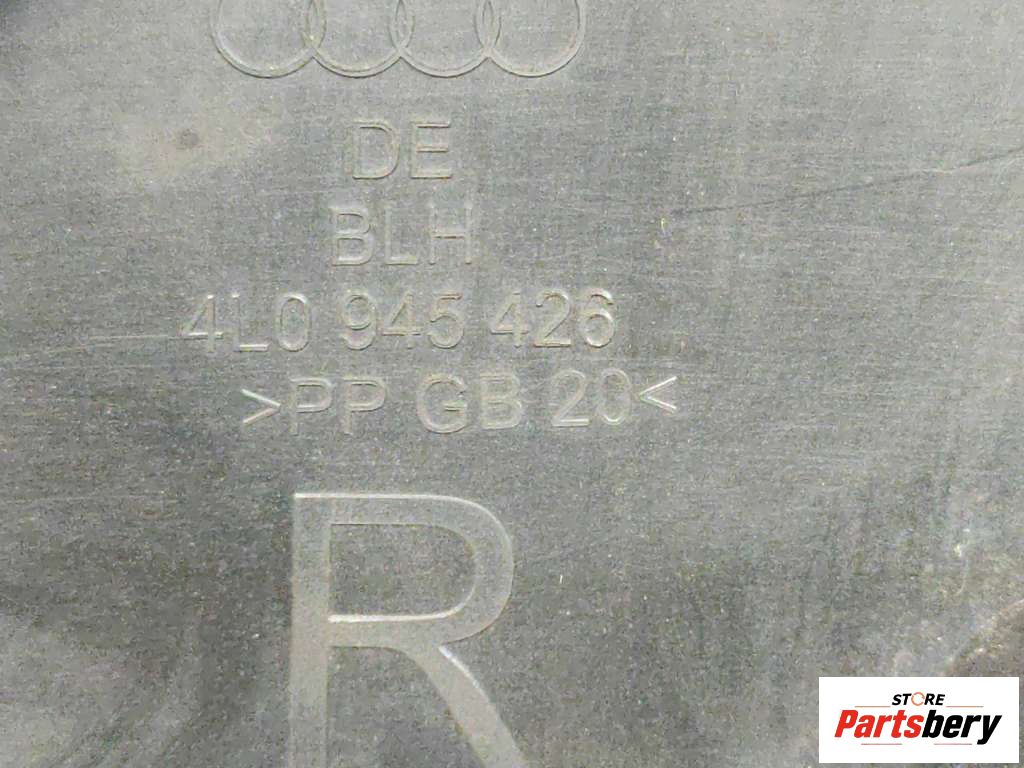 DE
BLH
4L0 945 426
>PP GB 20<
R
STORE
Partsbery